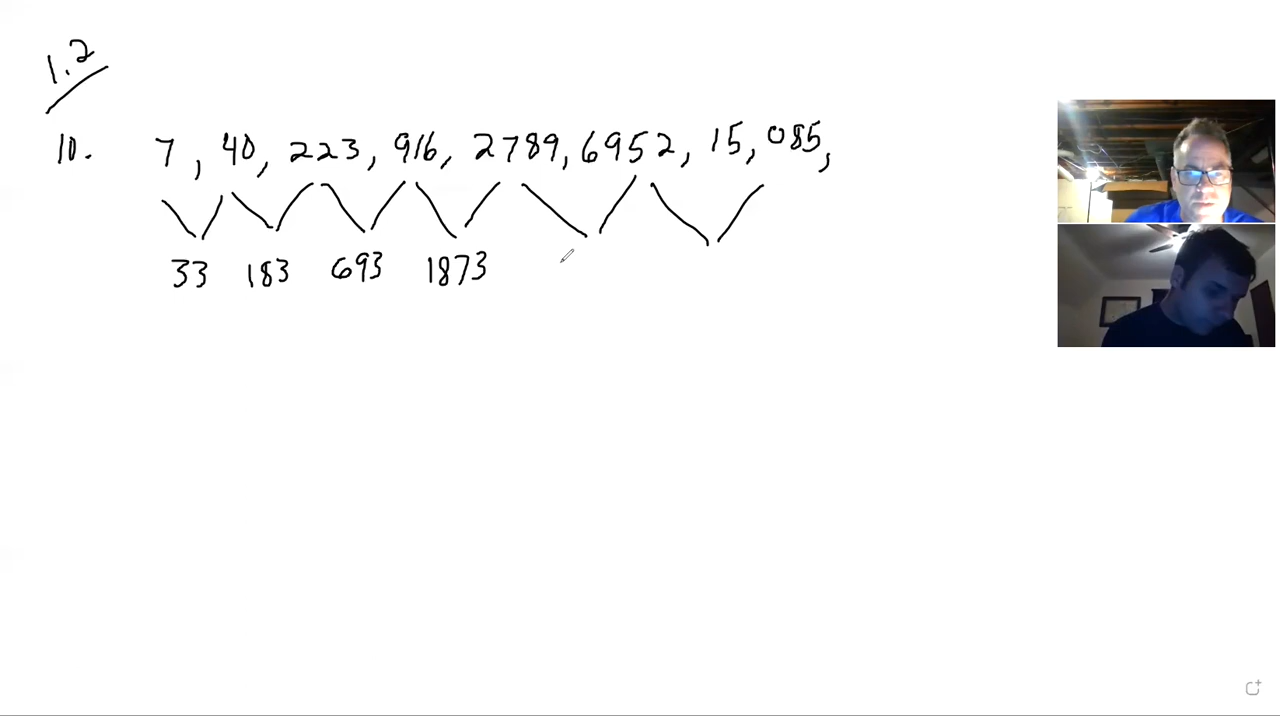 1.2
10. 7, 40, 223, 916, 2789, 6952, 15,085,
33 183 693 1873